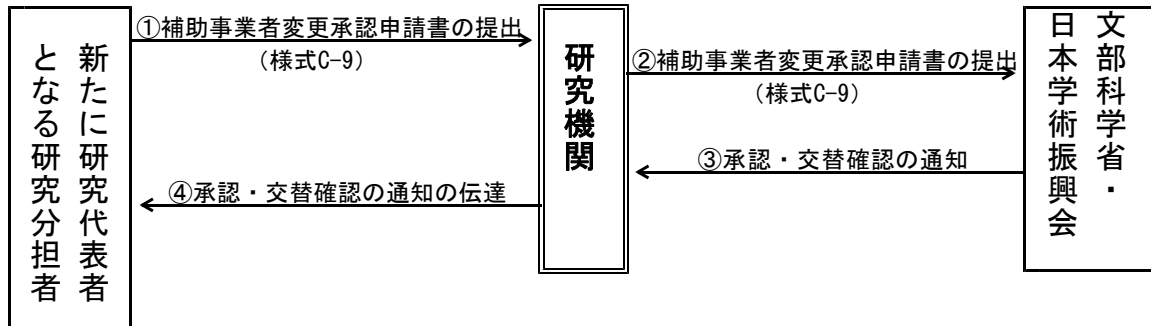 新たに研究代表者
となる研究分担者
①補助事業者変更承認申請書の提出
（様式C-9）
研究機関
②補助事業者変更承認申請書の提出
（様式C-9）
③承認・交替確認の通知
④承認・交替確認の通知の伝達
文部科学省・
日本学術振興会